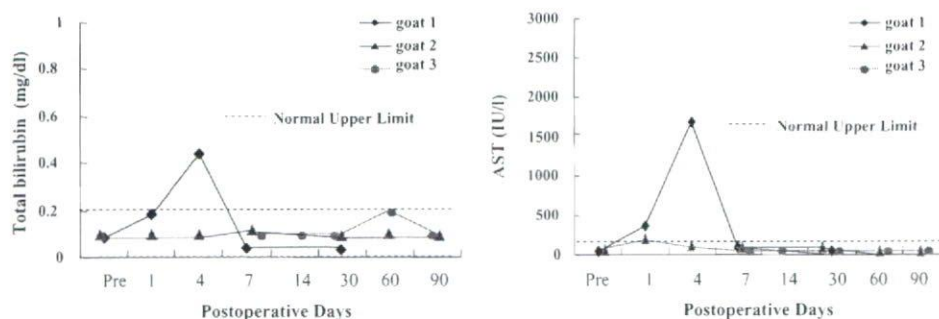 Total bilirubin (mg/dl)
1
0.8
0.6
0.4
0.2
0
goat 1
goat 2
goat 3
Normal Upper Limit
Pre 1 4 7 14 30 60 90
Postoperative Days
AST (IU/l)
3000
2500
2000
1500
1000
500
0
goat 1
goat 2
goat 3
Normal Upper Limit
Pre 1 4 7 14 30 60 90
Postoperative Days